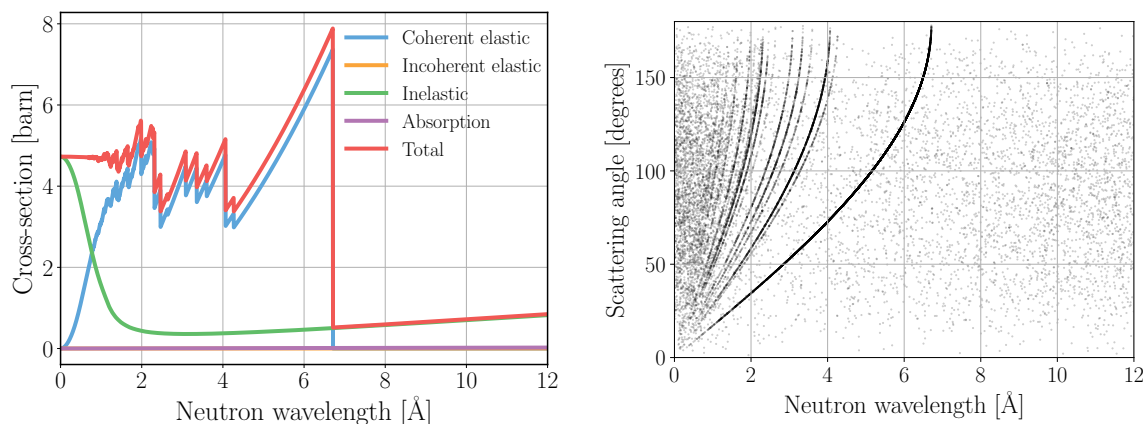 Cross-section [barn]
8
6
4
2
0
0 2 4 6 8 10 12
Neutron wavelength [Å]
Coherent elastic
Incoherent elastic
Inelastic
Absorption
Total
Scattering angle [degrees]
150
100
50
0
0 2 4 6 8 10 12
Neutron wavelength [Å]